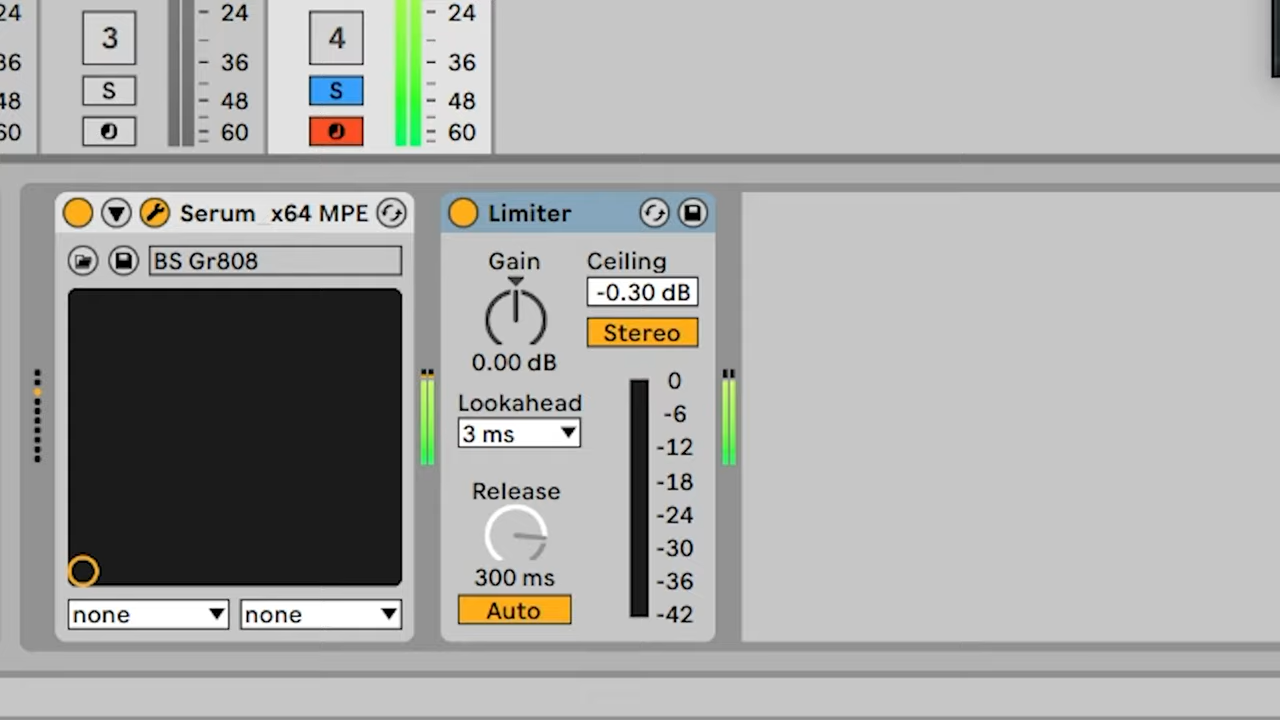 24 3 24 4 24
36 36 36
48 S 48 S 48
60 60 60
Serum_x64 MPE
BS Gr808
none none
Limiter
Gain
0.00 dB
Ceiling
-0.30 dB
Stereo
Lookahead
3 ms
Release
300 ms
Auto
0
-6
-12
-18
-24
-30
-36
-42